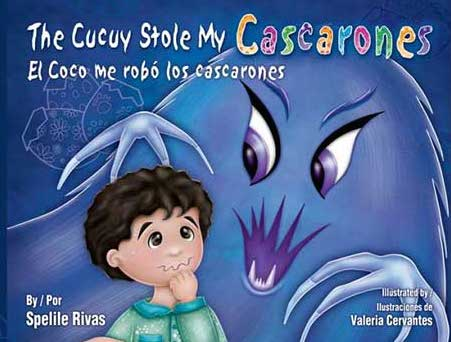 The Cucuy Stole My Cascarones
El Coco me robó los cascarones
By / Por
Spelile Rivas
Illustrated by /
Ilustraciones de
Valeria Cervantes